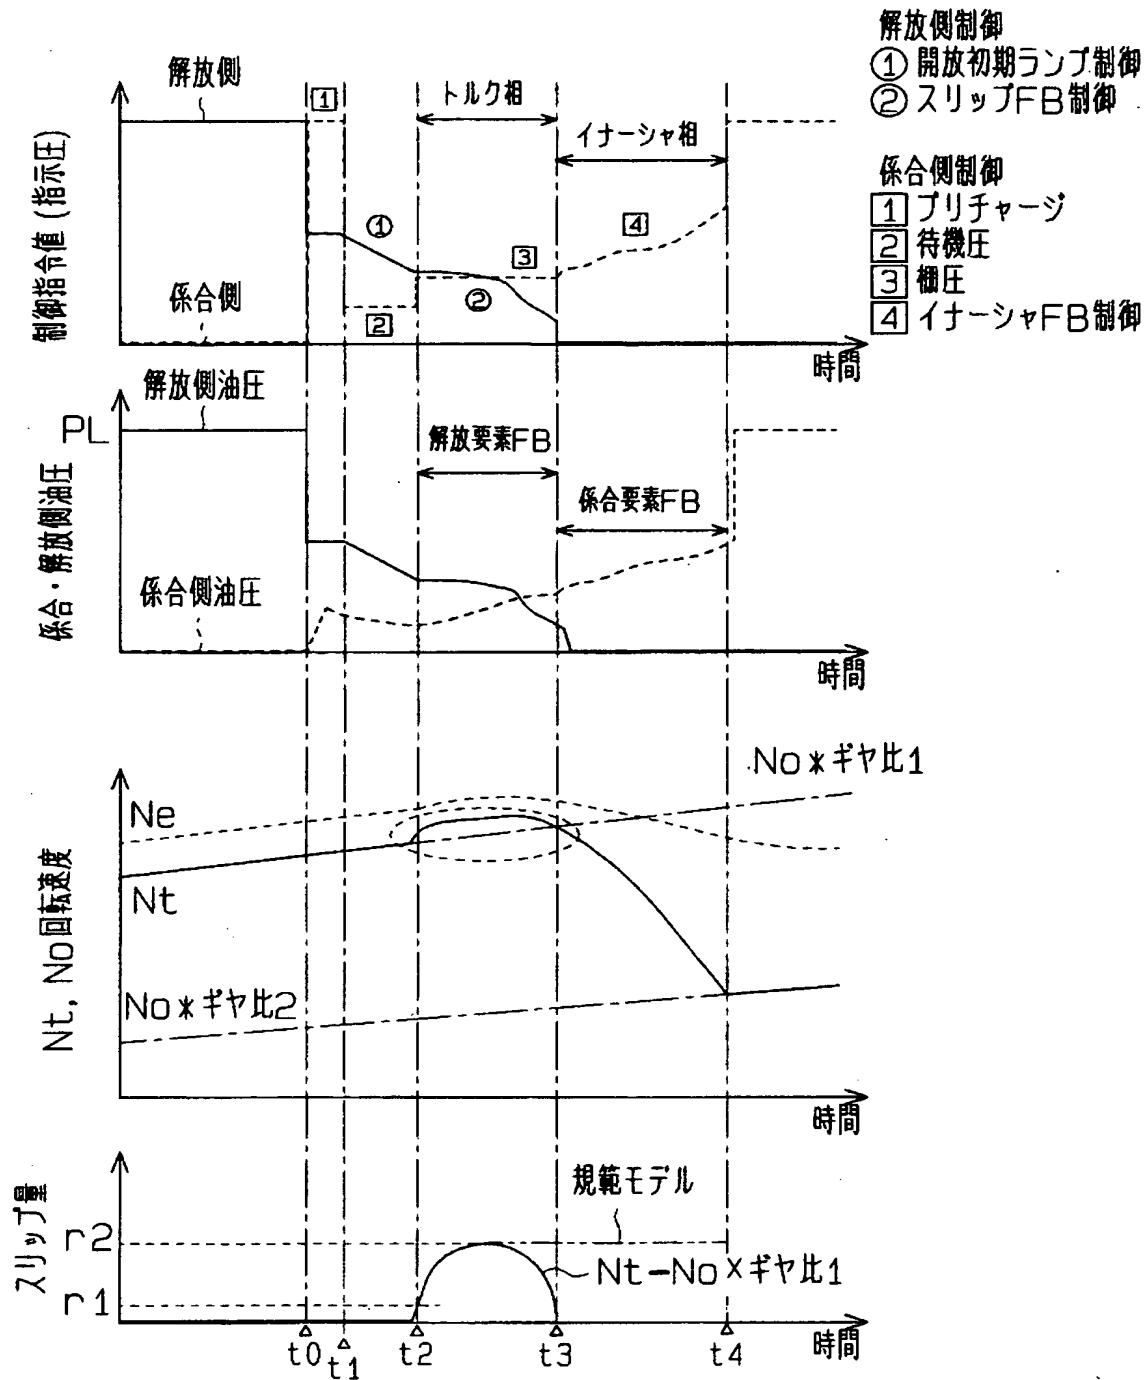 解放側制御
① 開放初期ランプ制御
② スリップFB制御
係合側制御
1 プリチャージ
2 待機圧
3 棚圧
4 イナーシャFB制御
制御指令値(指示圧)
解放側
1
トルク相
イナーシャ相
①
4
3
②
2
係合側
時間
係合・解放側油圧
解放側油圧
PL
解放要素FB
係合要素FB
係合側油圧
時間
Nt, No回転速度
No*ギヤ比1
Ne
Nt
No*ギヤ比2
時間
スリップ量
規範モデル
r2
Nt-No×ギヤ比1
r1
t0
t1
t2
t3
t4
時間